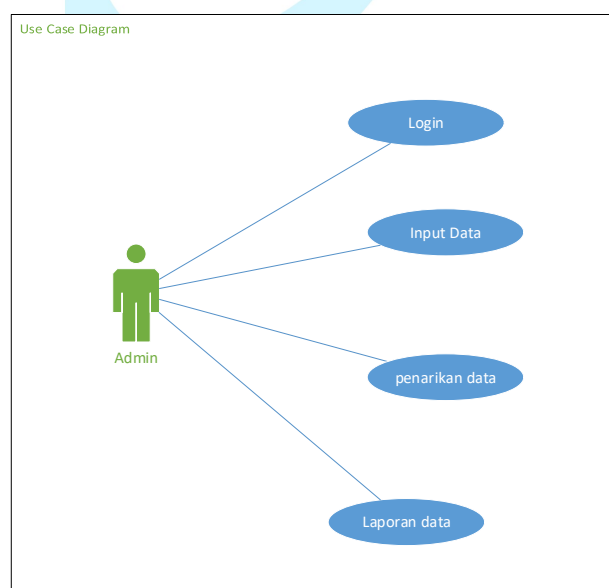 Use Case Diagram
Login
Input Data
Admin
penarikan data
Laporan data